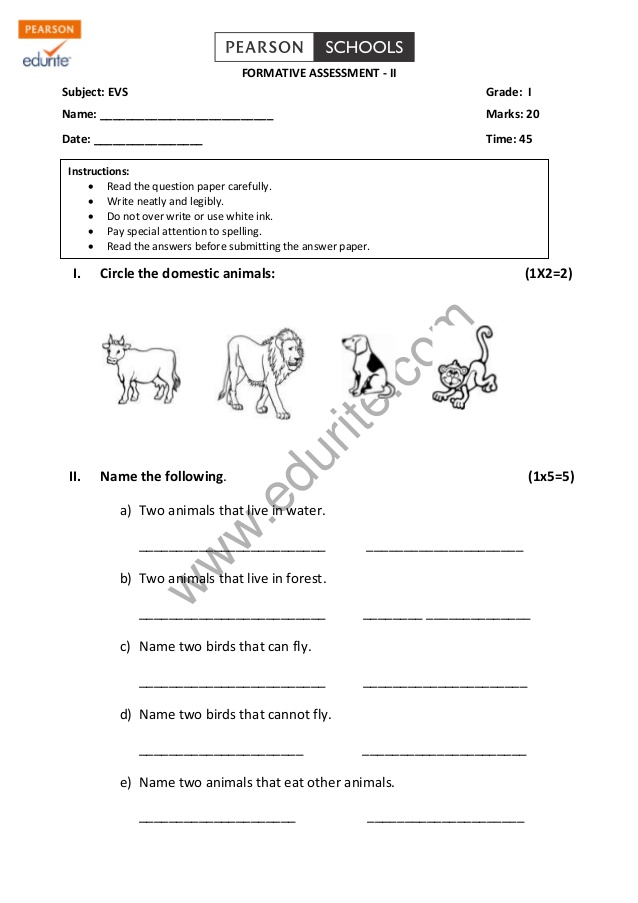 PEARSON
edurite
PEARSON SCHOOLS
FORMATIVE ASSESSMENT - II
Subject: EVS Grade: I
Name: ___________________________ Marks: 20
Date: _________________ Time: 45
Instructions:
• Read the question paper carefully.
• Write neatly and legibly.
• Do not over write or use white ink.
• Pay special attention to spelling.
• Read the answers before submitting the answer paper.
I. Circle the domestic animals: (1X2=2)
www.edurite.com
II. Name the following. (1x5=5)
a) Two animals that live in water.
_________________________ _____________________
b) Two animals that live in forest.
_________________________ ________ ______________
c) Name two birds that can fly.
_________________________ ______________________
d) Name two birds that cannot fly.
______________________ ______________________
e) Name two animals that eat other animals.
_____________________ _____________________